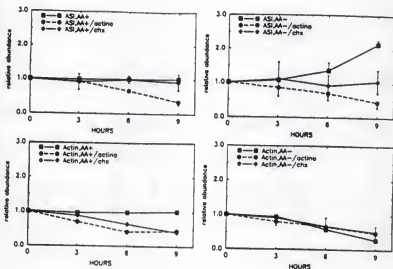 3.0
2.0
1.0
0.0
relative abundance
ASI,AA+
ASI,AA+/actino
ASI,AA+/chx
0 3 6 9
HOURS
3.0
2.0
1.0
0.0
relative abundance
ASI,AA-
ASI,AA-/actino
ASI,AA-/chx
0 3 6 9
HOURS
3.0
2.0
1.0
0.0
relative abundance
Actin,AA+
Actin,AA+/actino
Actin,AA+/chx
0 3 6 9
HOURS
3.0
2.0
1.0
0.0
relative abundance
Actin,AA-
Actin,AA-/actino
Actin,AA-/chx
0 3 6 9
HOURS